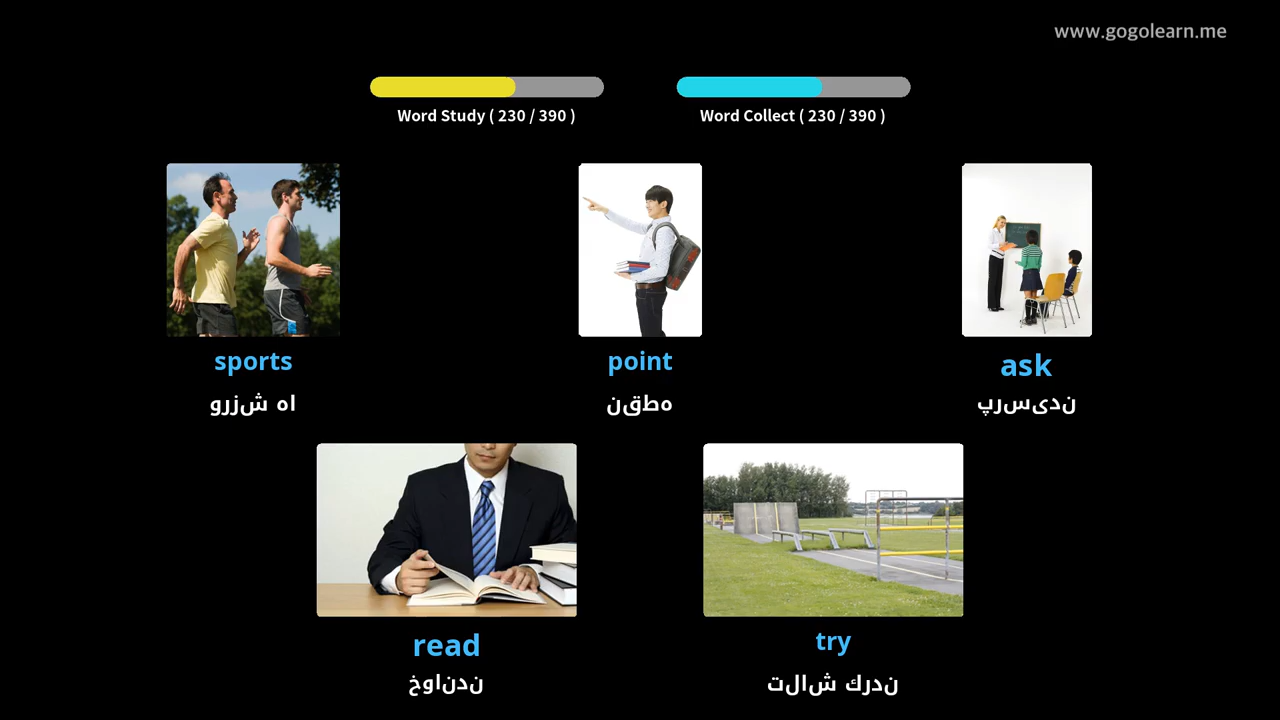 www.gogolearn.me
Word Study ( 230 / 390 )
Word Collect ( 230 / 390 )
sports
اه شزرو
point
هطقن
ask
ندیسرپ
read
ندناوخ
try
ندرك شالت